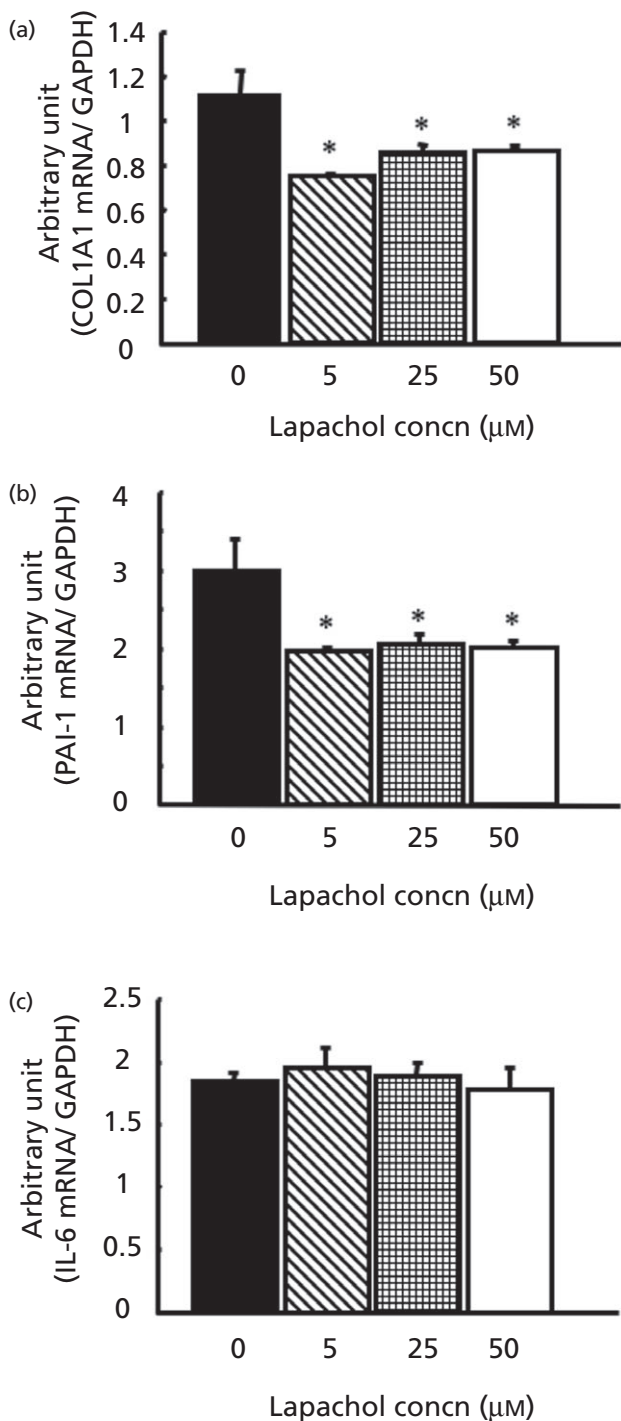 (a)
Arbitrary unit
(COL1A1 mRNA/ GAPDH)
1.4
1.2
1
0.8
0.6
0.4
0.2
0
*
*
*
0 5 25 50
Lapachol concn (μM)
(b)
Arbitrary unit
(PAI-1 mRNA/ GAPDH)
4
3
2
1
0
*
*
*
0 5 25 50
Lapachol concn (μM)
(c)
Arbitrary unit
(IL-6 mRNA/ GAPDH)
2.5
2
1.5
1
0.5
0
0 5 25 50
Lapachol concn (μM)